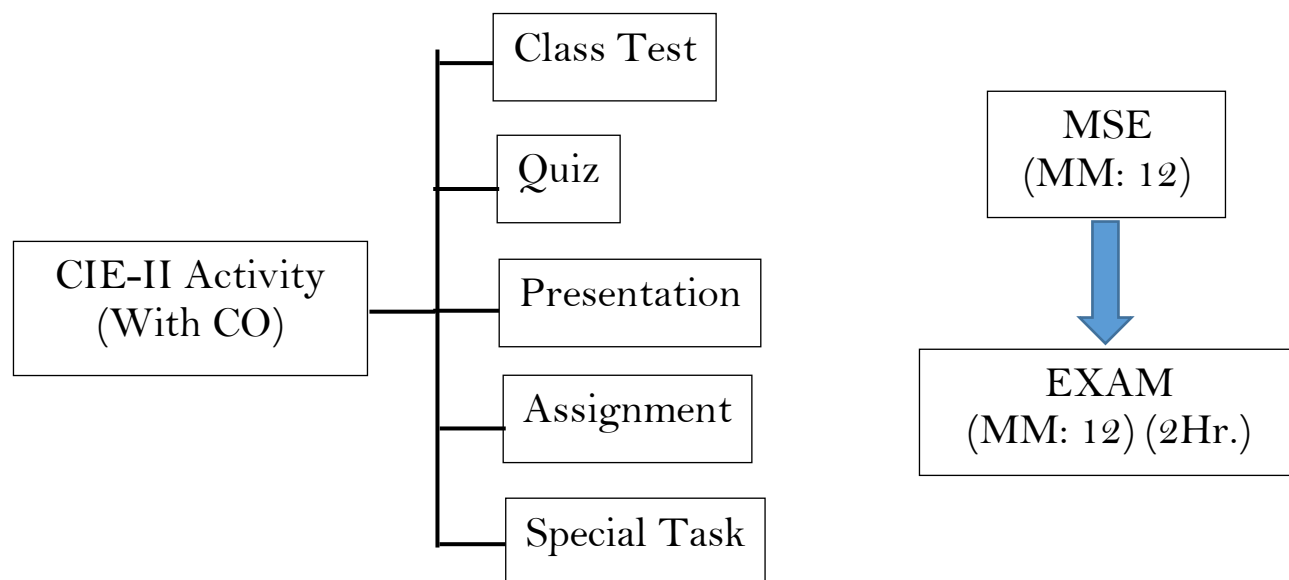 Class Test
Quiz
CIE-II Activity
(With CO)
Presentation
Assignment
Special Task
MSE
(MM: 12)
EXAM
(MM: 12) (2Hr.)